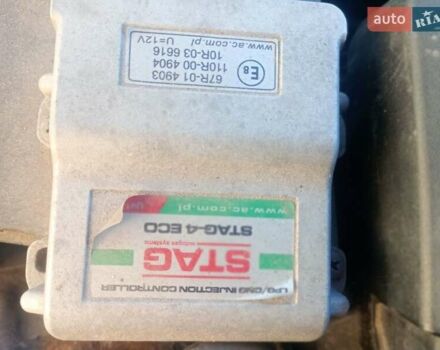 LPG/CNG INJECTION CONTROLLER
STAG
autogas systems
STAG-4 ECO
www.ac.com.pl
E8
67R-01 4903
110R-00 4904
10R-03 6616
U=12V
www.ac.com.pl
auto RIA